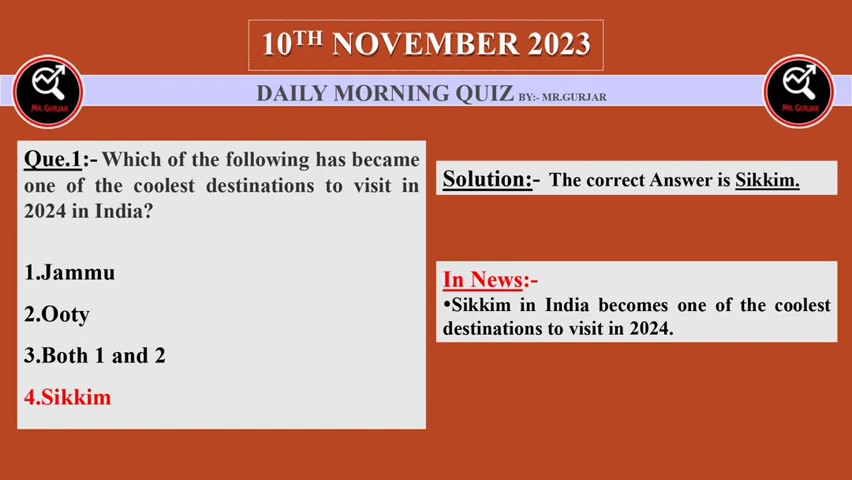 10TH NOVEMBER 2023
DAILY MORNING QUIZ BY:- MR.GURJAR
MR. GURJAR
MR. GURJAR
Que.1:- Which of the following has became
one of the coolest destinations to visit in
2024 in India?
1.Jammu
2.Ooty
3.Both 1 and 2
4.Sikkim
Solution:- The correct Answer is Sikkim.
In News:-
•Sikkim in India becomes one of the coolest
destinations to visit in 2024.